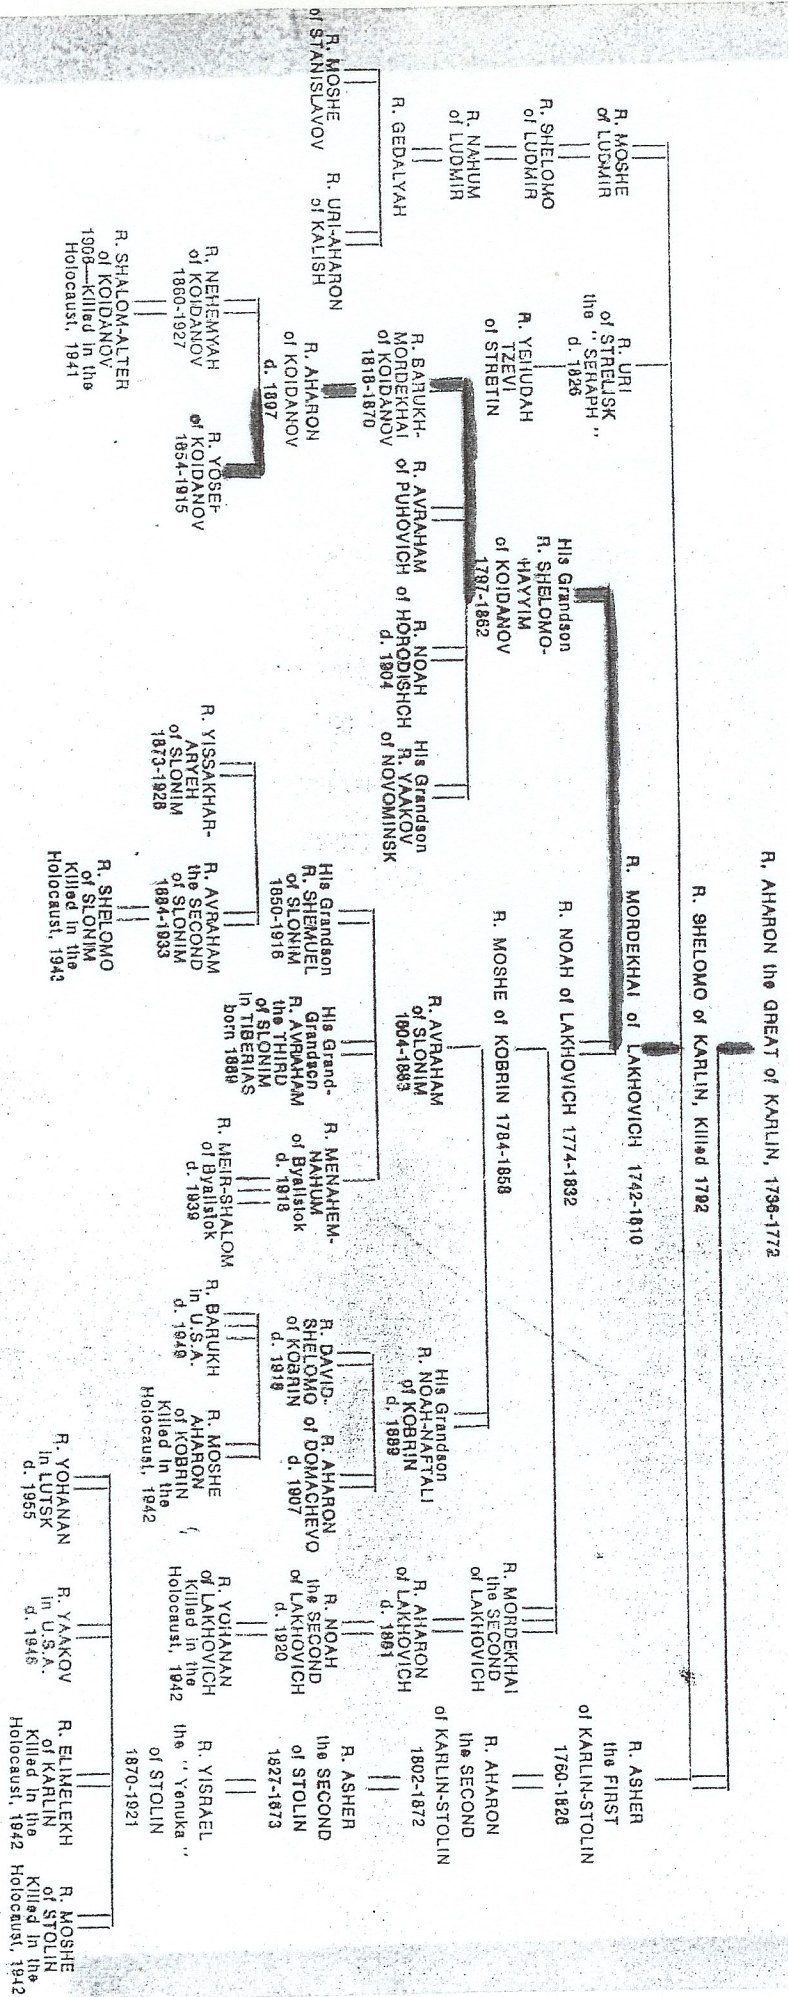 R. AHARON the GREAT of KARLIN, 1736-1772
R. SHELOMO of KARLIN, Killed 1792
R. MORDEKHAI of LAKHOVICH 1742-1810
R. MOSHE
of LUDMIR
R. SHELOMO
of LUDMIR
R. NAHUM
of LUDMIR
R. GEDALYAH
R. MOSHE
of STANISLAVOV
R. URI-AHARON
of KALISH
R. URI
of STRELISK
the "SERAPH"
d. 1826
R. YEHUDAH
TZEVI
of STRETIN
His Grandson
R. SHELOMO-
HAYYIM
of KOIDANOV
1797-1862
R. BARUKH-
MORDEKHAI
of KOIDANOV
1818-1870
R. AVRAHAM
of PUHOVICH
R. NOAH
of HORODISHCH
d. 1904
His Grandson
R. YAAKOV
of NOVOMINSK
R. AHARON
of KOIDANOV
d. 1897
R. NEHEMYAH
of KOIDANOV
1860-1927
R. YOSEF
of KOIDANOV
1854-1915
R. SHALOM-ALTER
of KOIDANOV
1906—Killed in the
Holocaust, 1941
R. NOAH of LAKHOVICH 1774-1832
R. MOSHE of KOBRIN 1784-1858
R. AVRAHAM
of SLONIM
1804-1883
His Grandson
R. SHEMUEL
of SLONIM
1850-1916
His Grand-
Grandson
R. AVRAHAM
the THIRD
of SLONIM
in TIBERIAS
born 1889
R. MENAHEM-
NAHUM
of Byalistok
d. 1918
R. YISSAKHAR-
ARYEH
of SLONIM
1873-1928
R. AVRAHAM
the SECOND
of SLONIM
1884-1933
R. MEIR-SHALOM
of Byalistok
d. 1939
R. SHELOMO
of SLONIM
Killed in the
Holocaust, 1943
His Grandson
R. NOAH-NAFTALI
of KOBRIN
d. 1889
R. DAVID-
SHELOMO
of KOBRIN
d. 1918
R. AHARON
of DOMACHEVO
d. 1907
R. BARUKH
in U.S.A.
d. 1949
R. MOSHE
AHARON
of KOBRIN
Killed in the
Holocaust, 1942
R. MORDEKHAI
the SECOND
of LAKHOVICH
R. AHARON
of LAKHOVICH
d. 1881
R. NOAH
the SECOND
of LAKHOVICH
d. 1920
R. YOHANAN
of LAKHOVICH
Killed in the
Holocaust, 1942
R. ASHER
the FIRST
of KARLIN-STOLIN
1760-1826
R. AHARON
the SECOND
of KARLIN-STOLIN
1802-1872
R. ASHER
the SECOND
of STOLIN
1827-1873
R. YISRAEL
the "Yenuka"
of STOLIN
1870-1921
R. YOHANAN
in LUTSK
d. 1955
R. YAAKOV
in U.S.A.
d. 1946
R. ELIMELEKH
of KARLIN
Killed in the
Holocaust, 1942
R. MOSHE
of STOLIN
Killed in the
Holocaust, 1942